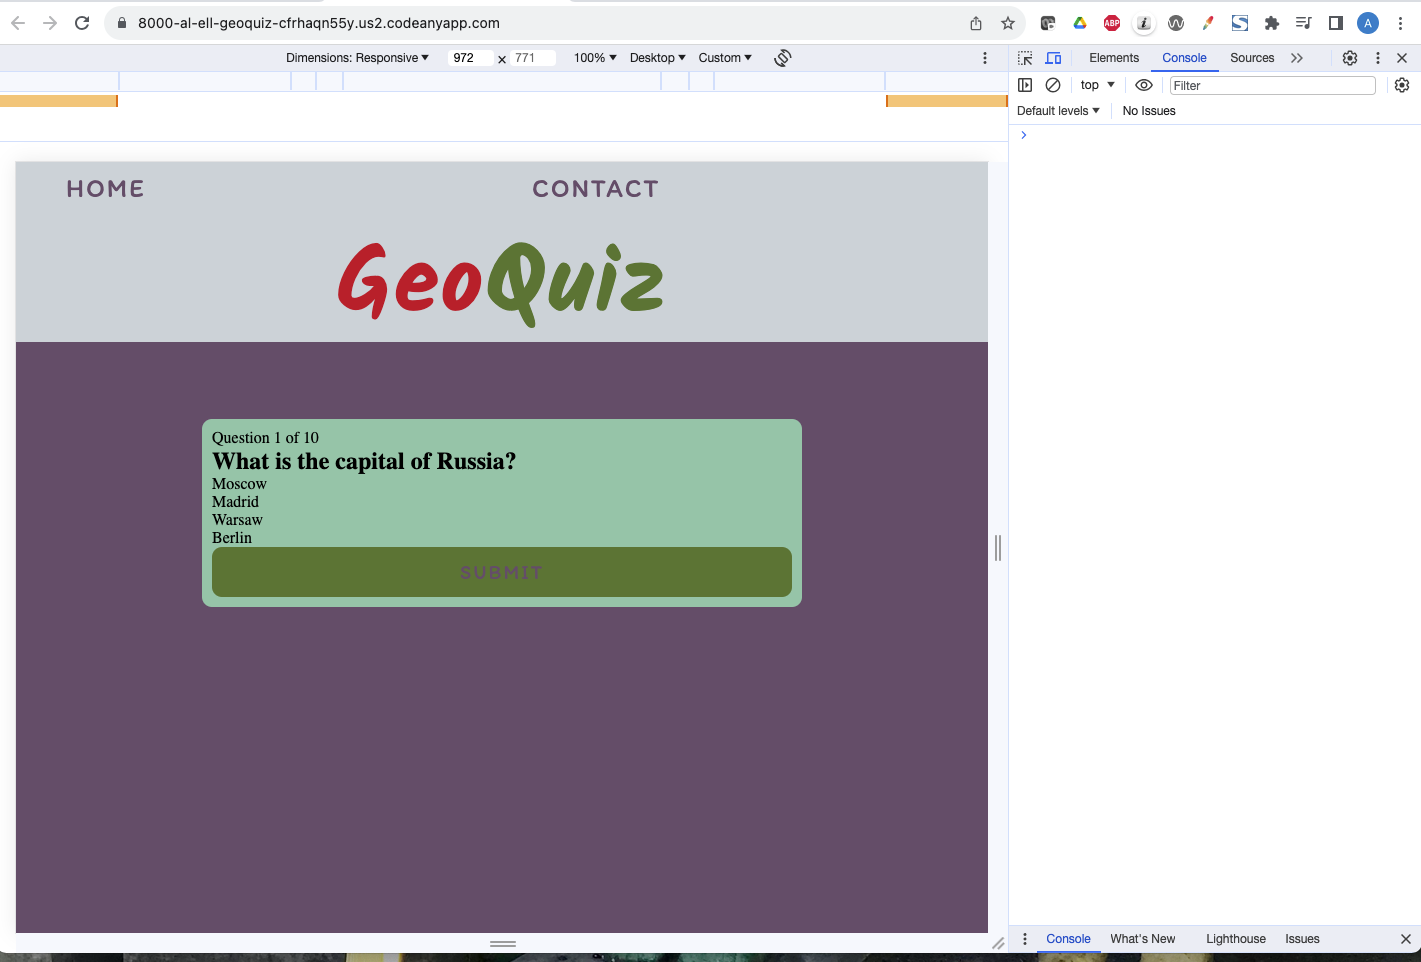 8000-al-ell-geoquiz-cfrhaqn55y.us2.codeanyapp.com
ABP
A
Dimensions: Responsive 972 x 771 100% Desktop Custom
Elements Console Sources
top Filter
Default levels No Issues
HOME CONTACT
GeoQuiz
Question 1 of 10
What is the capital of Russia?
Moscow
Madrid
Warsaw
Berlin
SUBMIT
Console What's New Lighthouse Issues